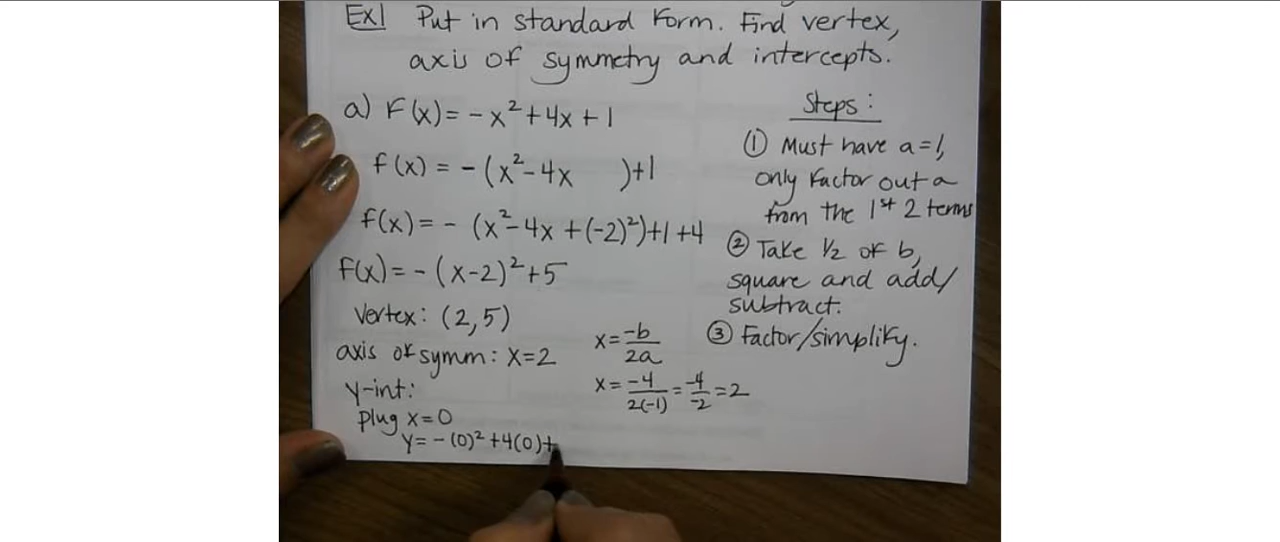 Ex1 Put in standard form. Find vertex,
axis of symmetry and intercepts.
a) F(x) = -x² + 4x + 1
f(x) = - (x² - 4x )+1
f(x) = - (x² - 4x + (-2)²)+1 +4
f(x) = - (x-2)² + 5
Vertex: (2,5)
axis of symm: x=2
y-int:
plug x=0
y= - (0)² + 4(0)+
x = -b/2a
x = -4/2(-1) = -4/-2 = 2
Steps:
① Must have a=1,
only factor out a
from the 1st 2 terms
② Take 1/2 of b,
square and add/
subtract.
③ Factor/simplify.